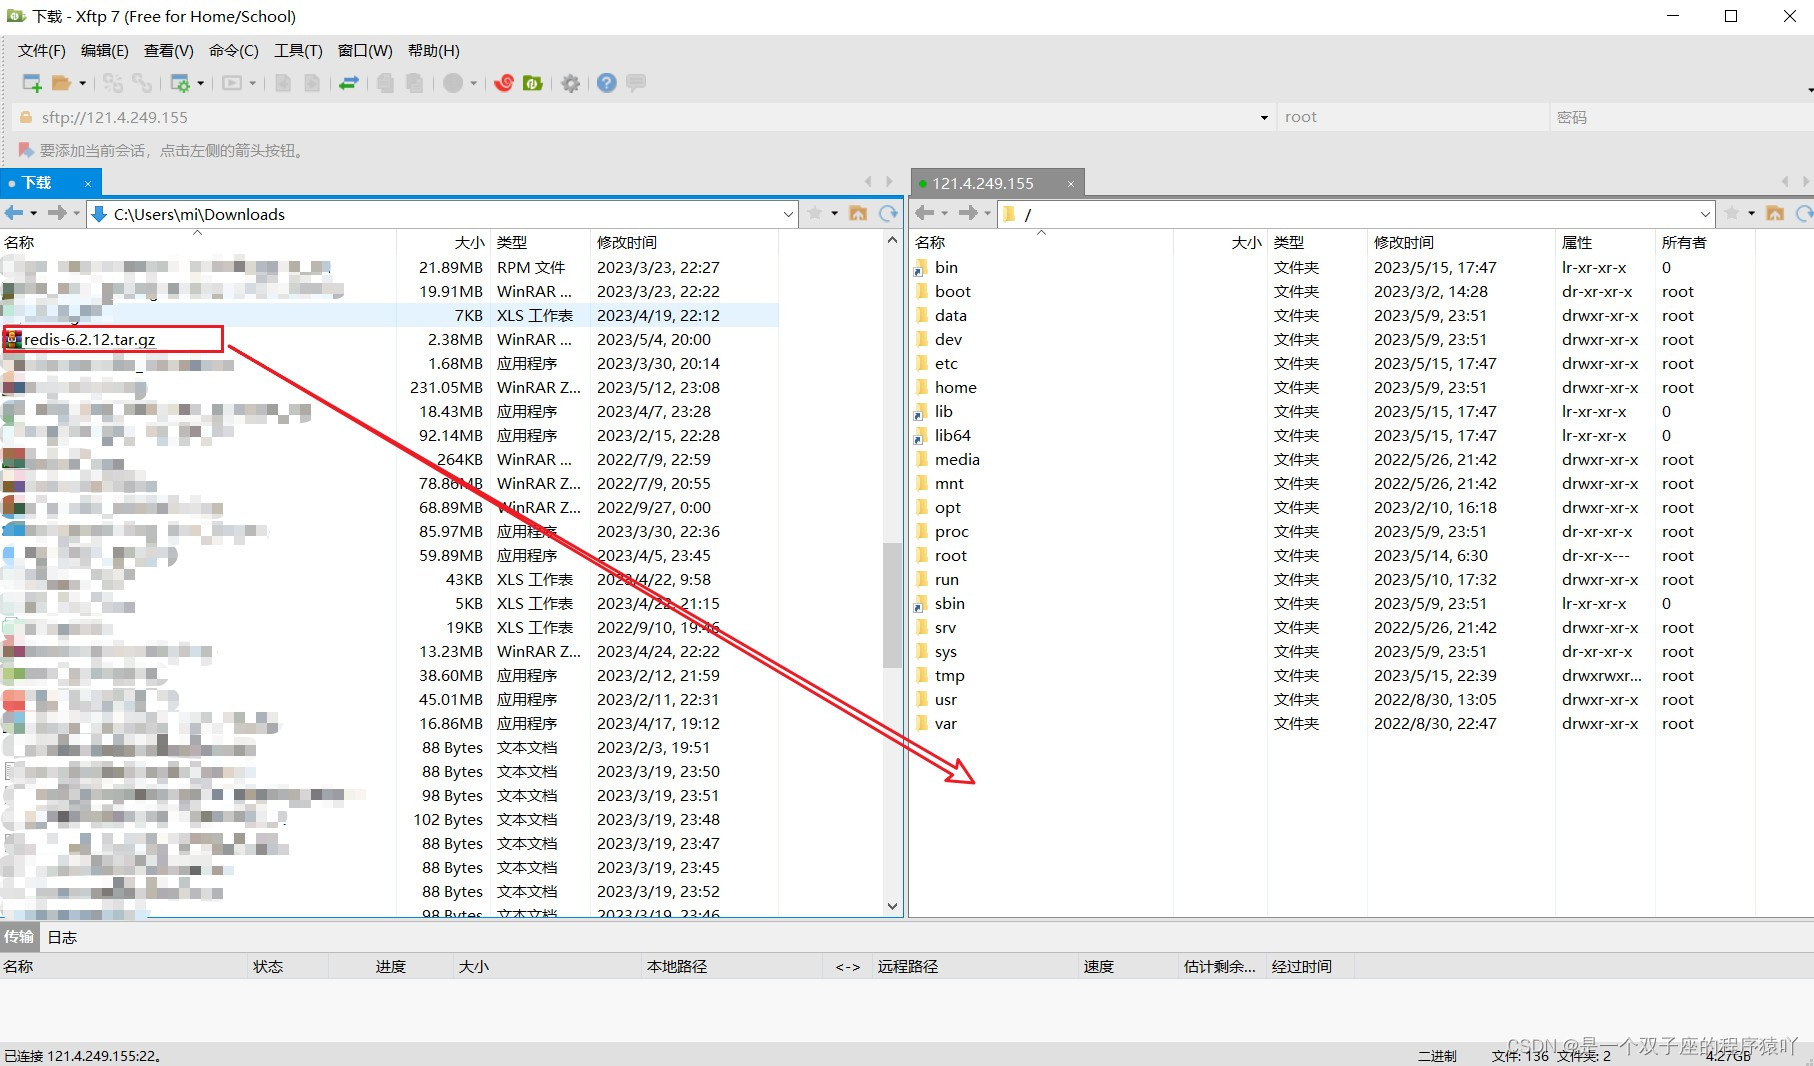 下载 - Xftp 7 (Free for Home/School)
文件(F) 编辑(E) 查看(V) 命令(C) 工具(T) 窗口(W) 帮助(H)
sftp://121.4.249.155 root 密码
要添加当前会话，点击左侧的箭头按钮。
下载 × 121.4.249.155 ×
C:\Users\mi\Downloads /
名称 大小 类型 修改时间
21.89MB RPM 文件 2023/3/23, 22:27
19.91MB WinRAR ... 2023/3/23, 22:22
7KB XLS 工作表 2023/4/19, 22:12
redis-6.2.12.tar.gz 2.38MB WinRAR ... 2023/5/4, 20:00
1.68MB 应用程序 2023/3/30, 20:14
231.05MB WinRAR Z... 2023/5/12, 23:08
18.43MB 应用程序 2023/4/7, 23:28
92.14MB 应用程序 2023/2/15, 22:28
264KB WinRAR ... 2022/7/9, 22:59
78.86MB WinRAR Z... 2022/7/9, 20:55
68.89MB WinRAR Z... 2022/9/27, 0:00
85.97MB 应用程序 2023/3/30, 22:36
59.89MB 应用程序 2023/4/5, 23:45
43KB XLS 工作表 2023/4/22, 9:58
5KB XLS 工作表 2023/4/22, 21:15
19KB XLS 工作表 2022/9/10, 19:46
13.23MB WinRAR Z... 2023/4/24, 22:22
38.60MB 应用程序 2023/2/12, 21:59
45.01MB 应用程序 2023/2/11, 22:31
16.86MB 应用程序 2023/4/17, 19:12
88 Bytes 文本文档 2023/2/3, 19:51
88 Bytes 文本文档 2023/3/19, 23:50
98 Bytes 文本文档 2023/3/19, 23:51
102 Bytes 文本文档 2023/3/19, 23:48
88 Bytes 文本文档 2023/3/19, 23:47
88 Bytes 文本文档 2023/3/19, 23:45
88 Bytes 文本文档 2023/3/19, 23:52
98 Bytes 文本文档 2023/3/19, 23:46
名称 大小 类型 修改时间 属性 所有者
bin 文件夹 2023/5/15, 17:47 lr-xr-xr-x 0
boot 文件夹 2023/3/2, 14:28 dr-xr-xr-x root
data 文件夹 2023/5/9, 23:51 drwxr-xr-x root
dev 文件夹 2023/5/9, 23:51 drwxr-xr-x root
etc 文件夹 2023/5/15, 17:47 drwxr-xr-x root
home 文件夹 2023/5/9, 23:51 drwxr-xr-x root
lib 文件夹 2023/5/15, 17:47 lr-xr-xr-x 0
lib64 文件夹 2023/5/15, 17:47 lr-xr-xr-x 0
media 文件夹 2022/5/26, 21:42 drwxr-xr-x root
mnt 文件夹 2022/5/26, 21:42 drwxr-xr-x root
opt 文件夹 2023/2/10, 16:18 drwxr-xr-x root
proc 文件夹 2023/5/9, 23:51 dr-xr-xr-x root
root 文件夹 2023/5/14, 6:30 dr-xr-x--- root
run 文件夹 2023/5/10, 17:32 drwxr-xr-x root
sbin 文件夹 2023/5/9, 23:51 lr-xr-xr-x 0
srv 文件夹 2022/5/26, 21:42 drwxr-xr-x root
sys 文件夹 2023/5/9, 23:51 dr-xr-xr-x root
tmp 文件夹 2023/5/15, 22:39 drwxrwxr... root
usr 文件夹 2022/8/30, 13:05 drwxr-xr-x root
var 文件夹 2022/8/30, 22:47 drwxr-xr-x root
传输 日志
名称 状态 进度 大小 本地路径 <-> 远程路径 速度 估计剩余... 经过时间
已连接 121.4.249.155:22。 二进制 文件: 136 文件夹: 2 4.27GB
CSDN @是一个双子座的程序猿吖